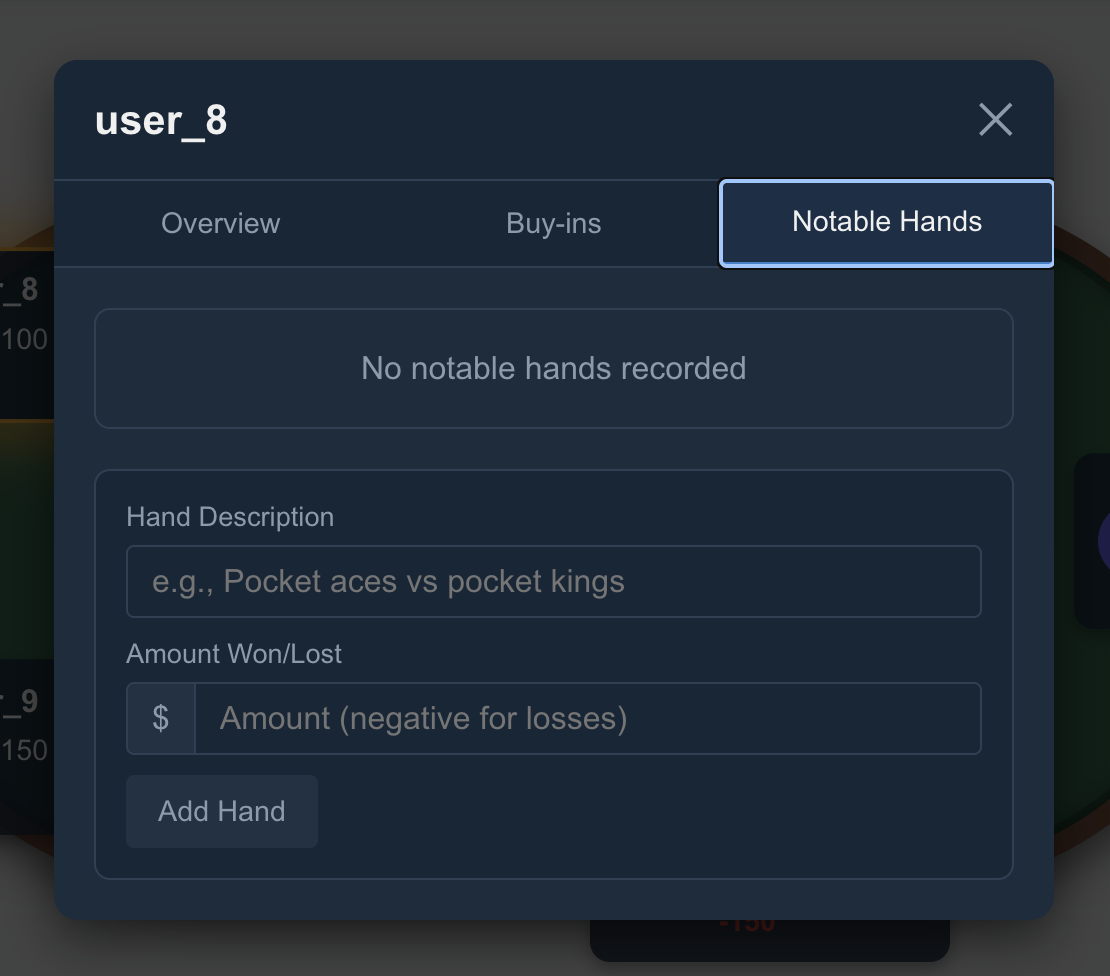 user_8
Overview
Buy-ins
Notable Hands
_8
100
No notable hands recorded
Hand Description
e.g., Pocket aces vs pocket kings
Amount Won/Lost
$
Amount (negative for losses)
_9
150
Add Hand
-150